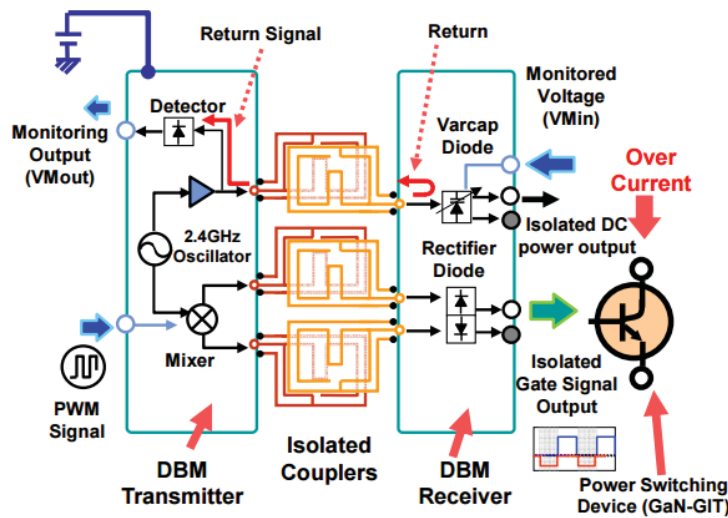 Return Signal
Return
Detector
Monitoring
Output
(VMout)
Monitored
Voltage
(VMin)
Varcap
Diode
Over
Current
2.4GHz
Oscillator
Isolated DC
power output
Rectifier
Diode
Mixer
PWM
Signal
Isolated
Gate Signal
Output
Isolated
Couplers
DBM
Transmitter
DBM
Receiver
Power Switching
Device (GaN-GIT)